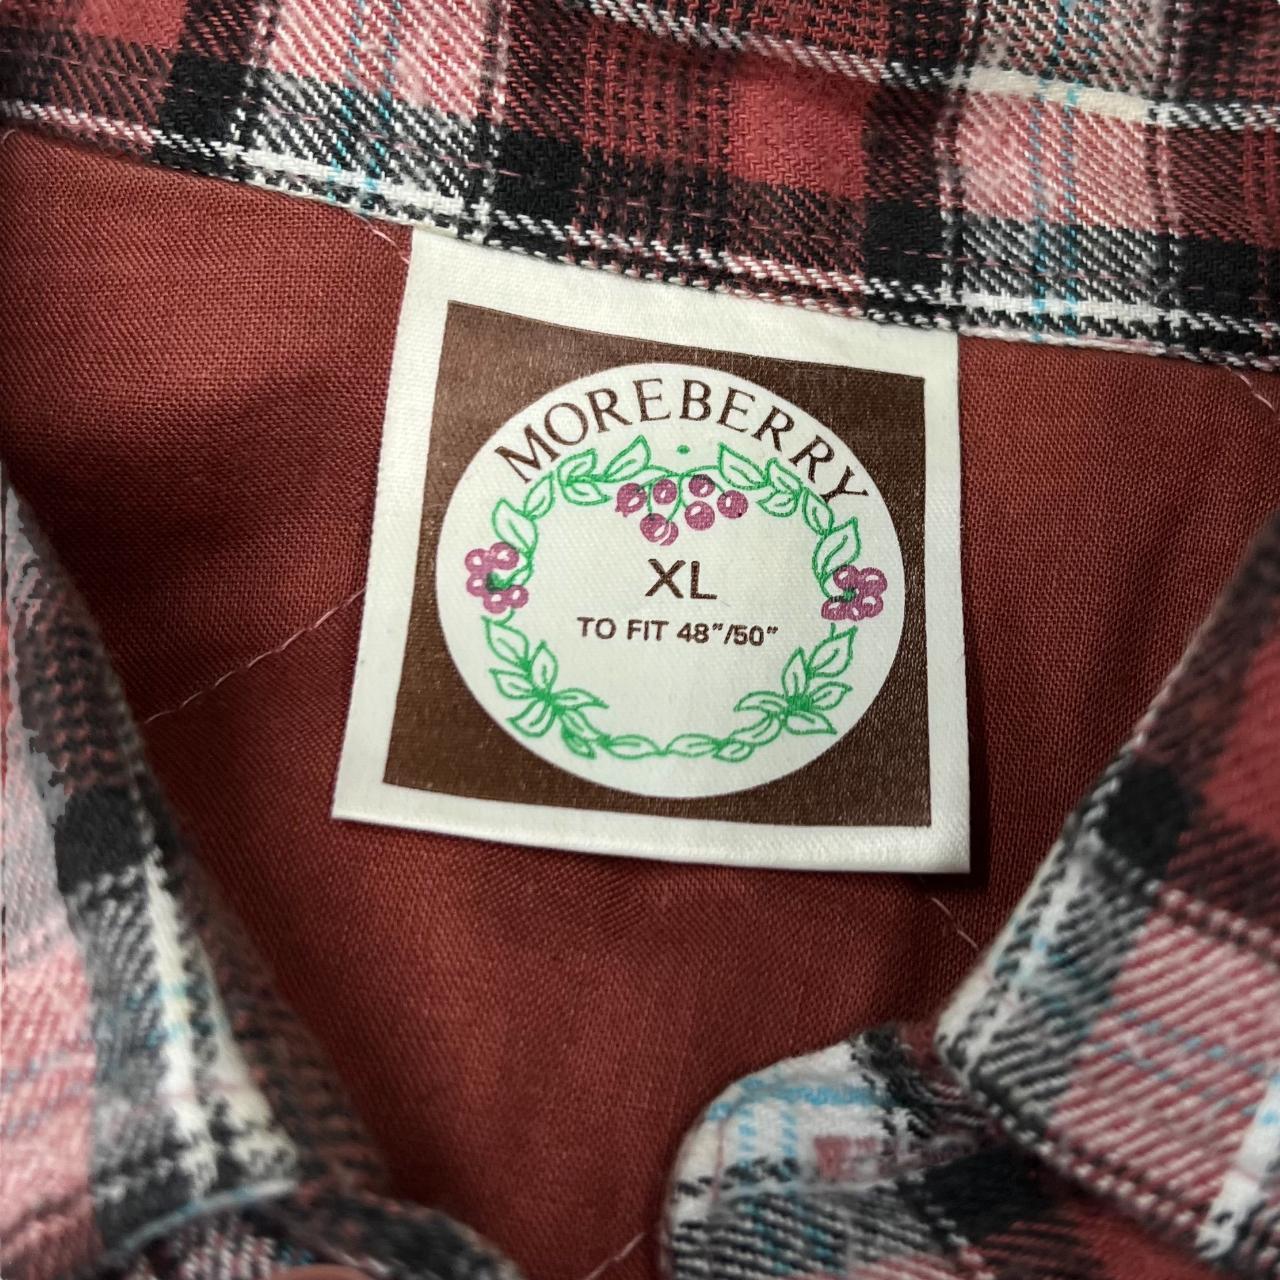 MOREBERRY
XL
TO FIT 48"/50"